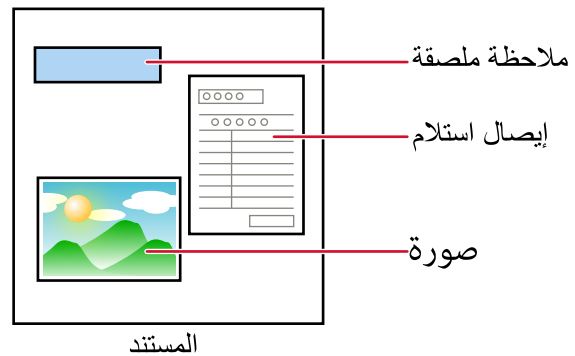 ملاحظة ملصقة
إيصال استلام
صورة
المستند